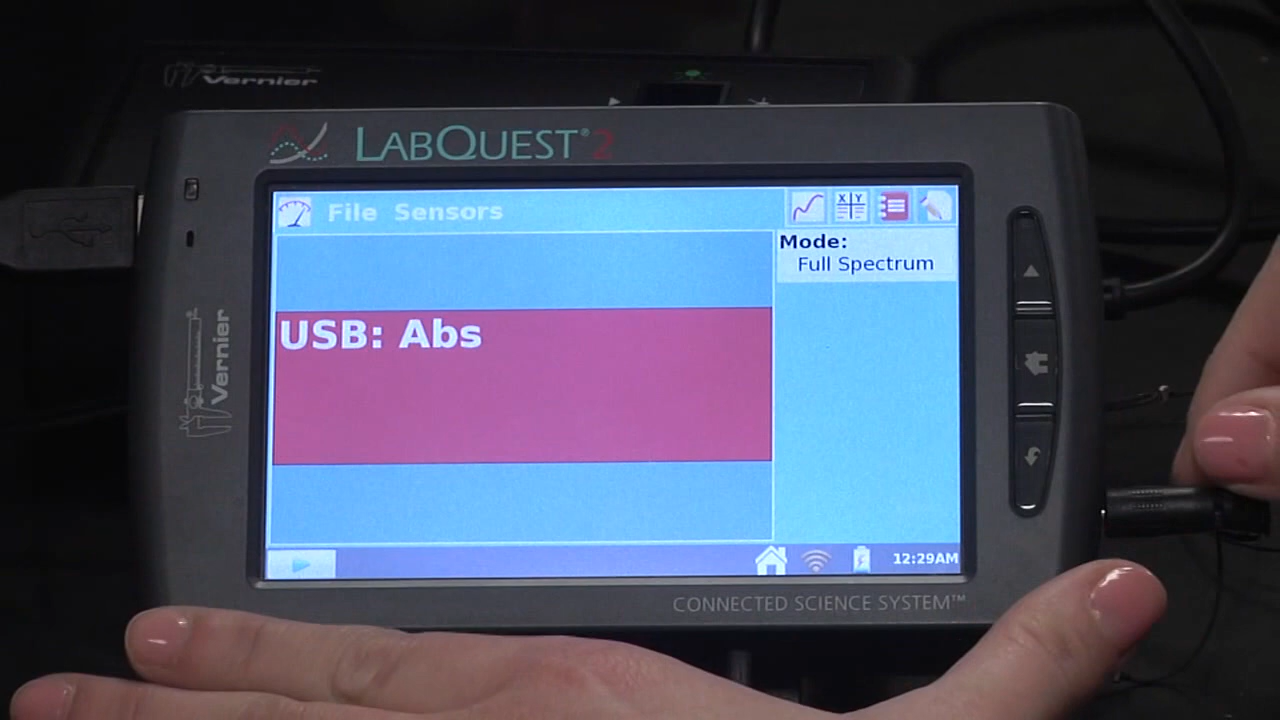 Vernier
LABQUEST® 2
File Sensors
X Y
Mode:
Full Spectrum
USB: Abs
Vernier
12:29AM
CONNECTED SCIENCE SYSTEM™